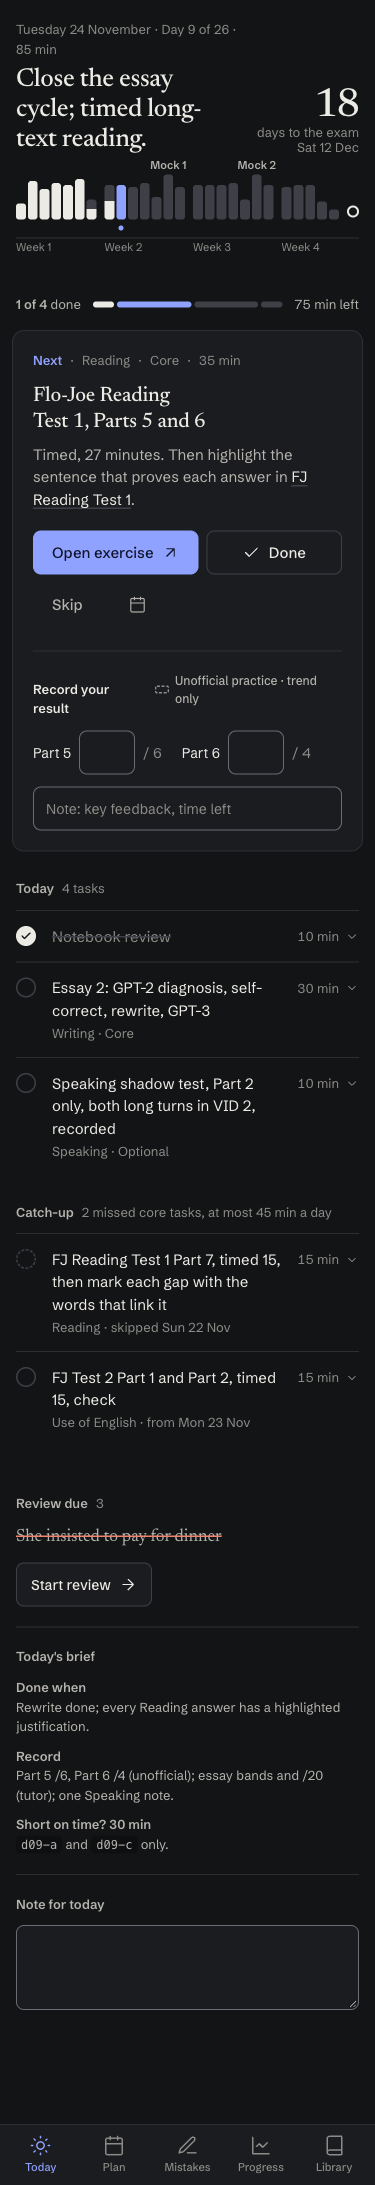 Tuesday 24 November · Day 9 of 26 ·
85 min
Close the essay
cycle; timed long-
text reading.
18
days to the exam
Sat 12 Dec
Mock 1
Mock 2
Week 1
Week 2
Week 3
Week 4
1 of 4 done
75 min left
Next · Reading · Core · 35 min
Flo-Joe Reading
Test 1, Parts 5 and 6
Timed, 27 minutes. Then highlight the
sentence that proves each answer in FJ
Reading Test 1.
Open exercise
Done
Skip
Record your
result
Unofficial practice · trend
only
Part 5 / 6 Part 6 / 4
Note: key feedback, time left
Today 4 tasks
Notebook review 10 min
Essay 2: GPT-2 diagnosis, self- 30 min
correct, rewrite, GPT-3
Writing · Core
Speaking shadow test, Part 2 10 min
only, both long turns in VID 2,
recorded
Speaking · Optional
Catch-up 2 missed core tasks, at most 45 min a day
FJ Reading Test 1 Part 7, timed 15, 15 min
then mark each gap with the
words that link it
Reading · skipped Sun 22 Nov
FJ Test 2 Part 1 and Part 2, timed 15 min
15, check
Use of English · from Mon 23 Nov
Review due 3
She insisted to pay for dinner
Start review
Today's brief
Done when
Rewrite done; every Reading answer has a highlighted
justification.
Record
Part 5 /6, Part 6 /4 (unofficial); essay bands and /20
(tutor); one Speaking note.
Short on time? 30 min
d09-a and d09-c only.
Note for today
Today
Plan
Mistakes
Progress
Library